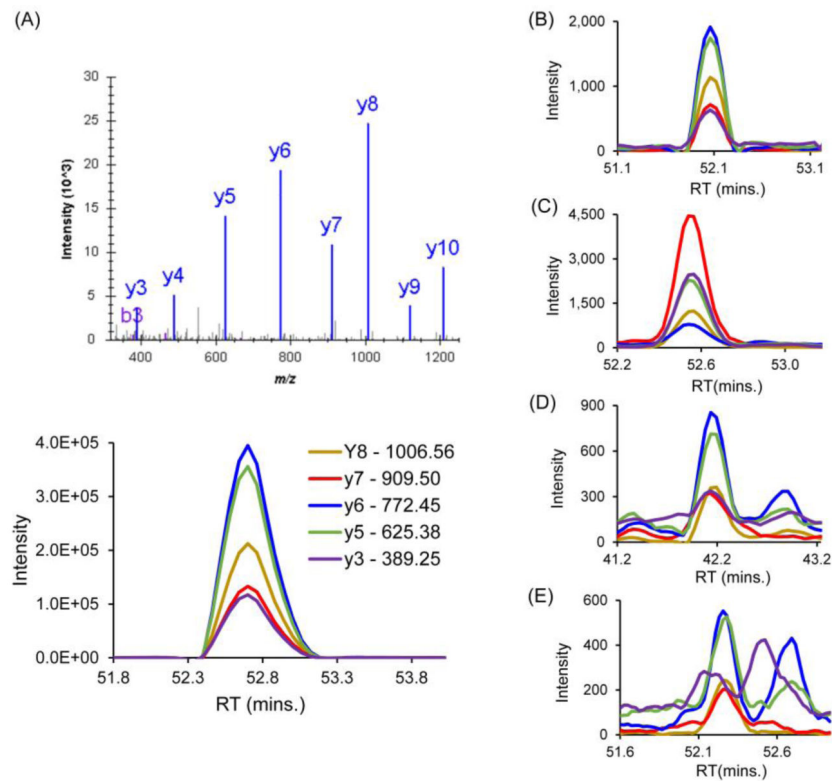 (A)
30
25
20
15
10
5
0
Intensity (10^3)
y3
b3
y4
y5
y6
y7
y8
y9
y10
400 600 800 1000 1200
m/z
4.0E+05
3.0E+05
2.0E+05
1.0E+05
0.0E+00
Intensity
Y8 - 1006.56
y7 - 909.50
y6 - 772.45
y5 - 625.38
y3 - 389.25
51.8 52.3 52.8 53.3 53.8
RT (mins.)
(B)
2,000
1,000
0
Intensity
51.1 52.1 53.1
RT (mins.)
(C)
4,500
3,000
1,500
0
Intensity
52.2 52.6 53.0
RT(mins.)
(D)
900
600
300
0
Intensity
41.2 42.2 43.2
RT (mins.)
(E)
600
400
200
0
Intensity
51.6 52.1 52.6
RT(mins.)